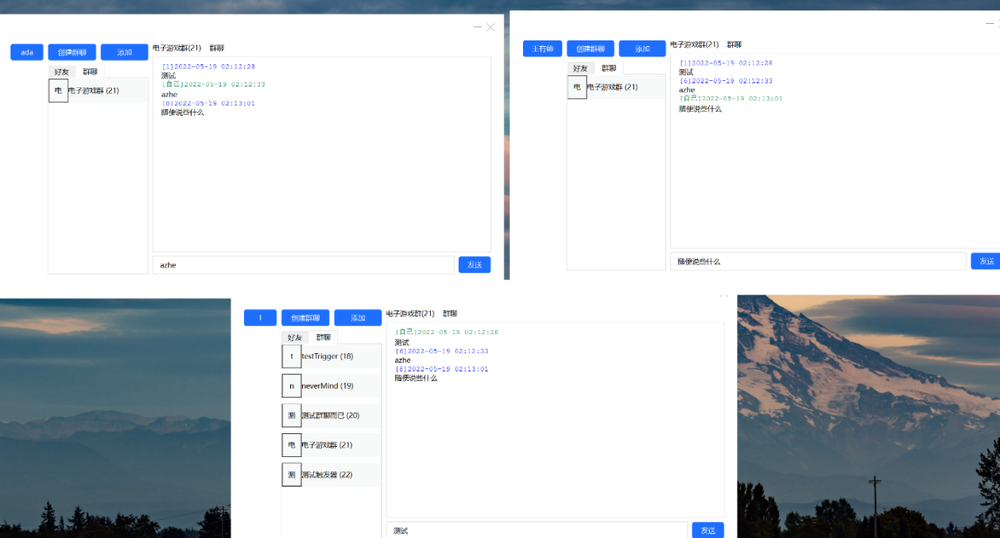 ada
创建群聊
添加
电子游戏群(21) 群聊
好友
群聊
电
电子游戏群 (21)
[1]2022-05-19 02:12:28
测试
[自己]2022-05-19 02:12:33
azhe
[8]2022-05-19 02:13:01
随便说些什么
azhe
发送
王有德
创建群聊
添加
电子游戏群(21) 群聊
好友
群聊
电
电子游戏群 (21)
[1]2022-05-19 02:12:28
测试
[6]2022-05-19 02:12:33
azhe
[自己]2022-05-19 02:13:01
随便说些什么
随便说些什么
发送
1
创建群聊
添加
电子游戏群(21) 群聊
好友
群聊
t
testTrigger (18)
n
neverMind (19)
测
测试群聊而已 (20)
电
电子游戏群 (21)
测
测试触发器 (22)
[自己]2022-05-19 02:12:28
测试
[6]2022-05-19 02:12:33
azhe
[8]2022-05-19 02:13:01
随便说些什么
测试
发送